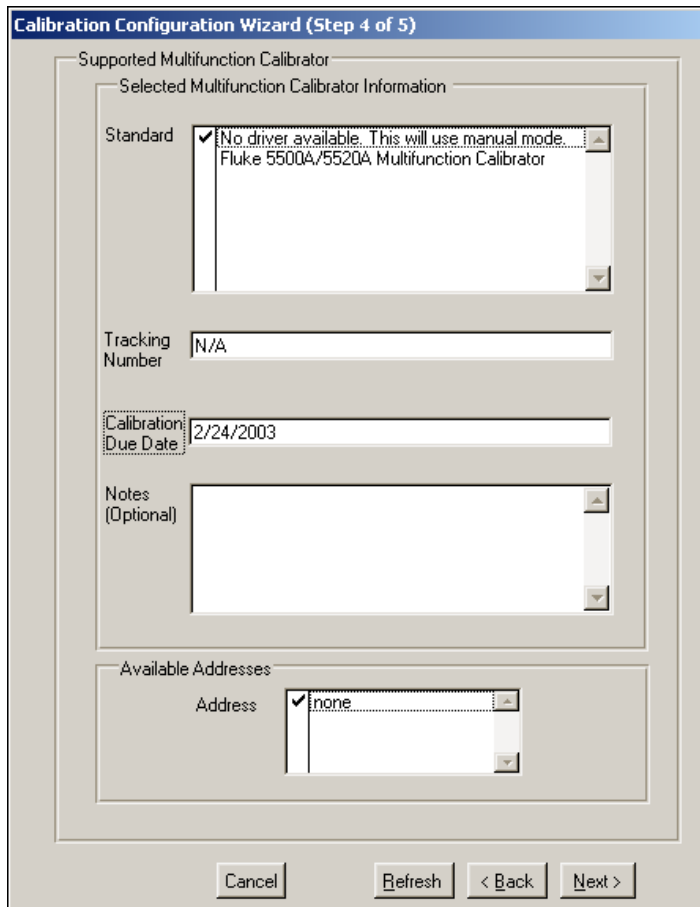 Calibration Configuration Wizard (Step 4 of 5)
Supported Multifunction Calibrator
Selected Multifunction Calibrator Information
Standard
No driver available. This will use manual mode.
Fluke 5500A/5520A Multifunction Calibrator
Tracking
Number
N/A
Calibration
Due Date
2/24/2003
Notes
(Optional)
Available Addresses
Address
none
Cancel
Refresh
< Back
Next >